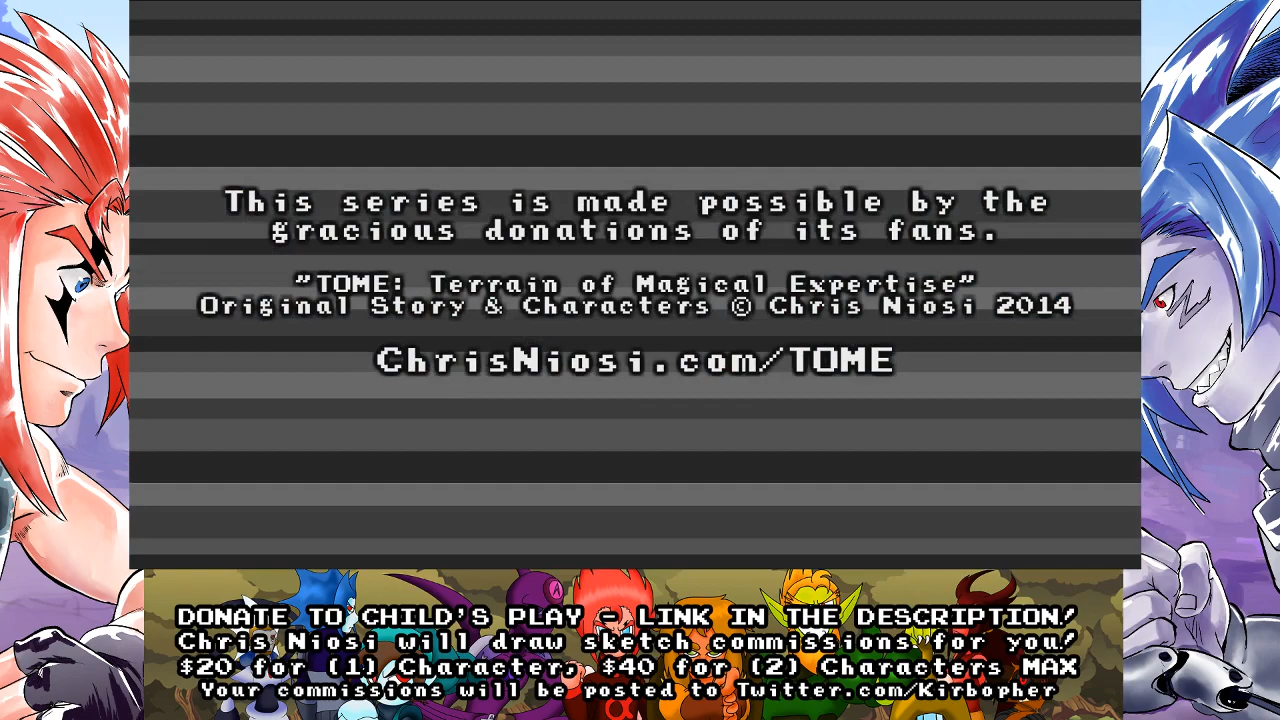 This series is made possible by the
gracious donations of its fans.
"TOME: Terrain of Magical Expertise"
Original Story & Characters © Chris Niosi 2014
ChrisNiosi.com/TOME
DONATE TO CHILD'S PLAY - LINK IN THE DESCRIPTION!
Chris Niosi will draw sketch commissions for you!
$20 for (1) Character, $40 for (2) Characters MAX
Your commissions will be posted to Twitter.com/Kirbopher